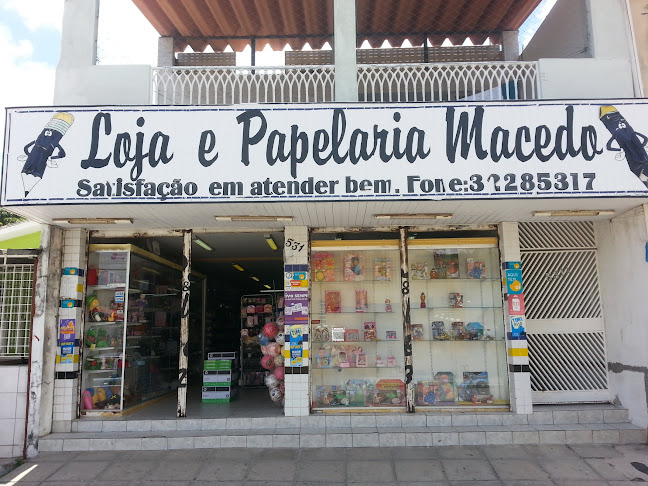 Loja e Papelaria Macedo
Satisfação em atender bem. Fone:32285317
531